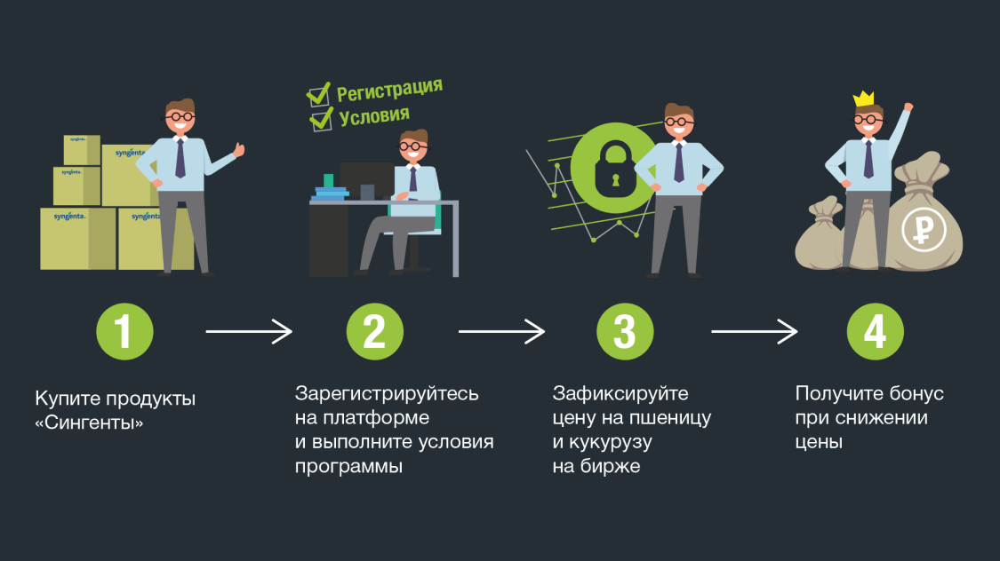 Регистрация
Условия
syngenta.
syngenta.
syngenta.
syngenta.
syngenta.
₽
1
2
3
4
Купите продукты
«Сингенты»
Зарегистрируйтесь
на платформе
и выполните условия
программы
Зафиксируйте
цену на пшеницу
и кукурузу
на бирже
Получите бонус
при снижении
цены